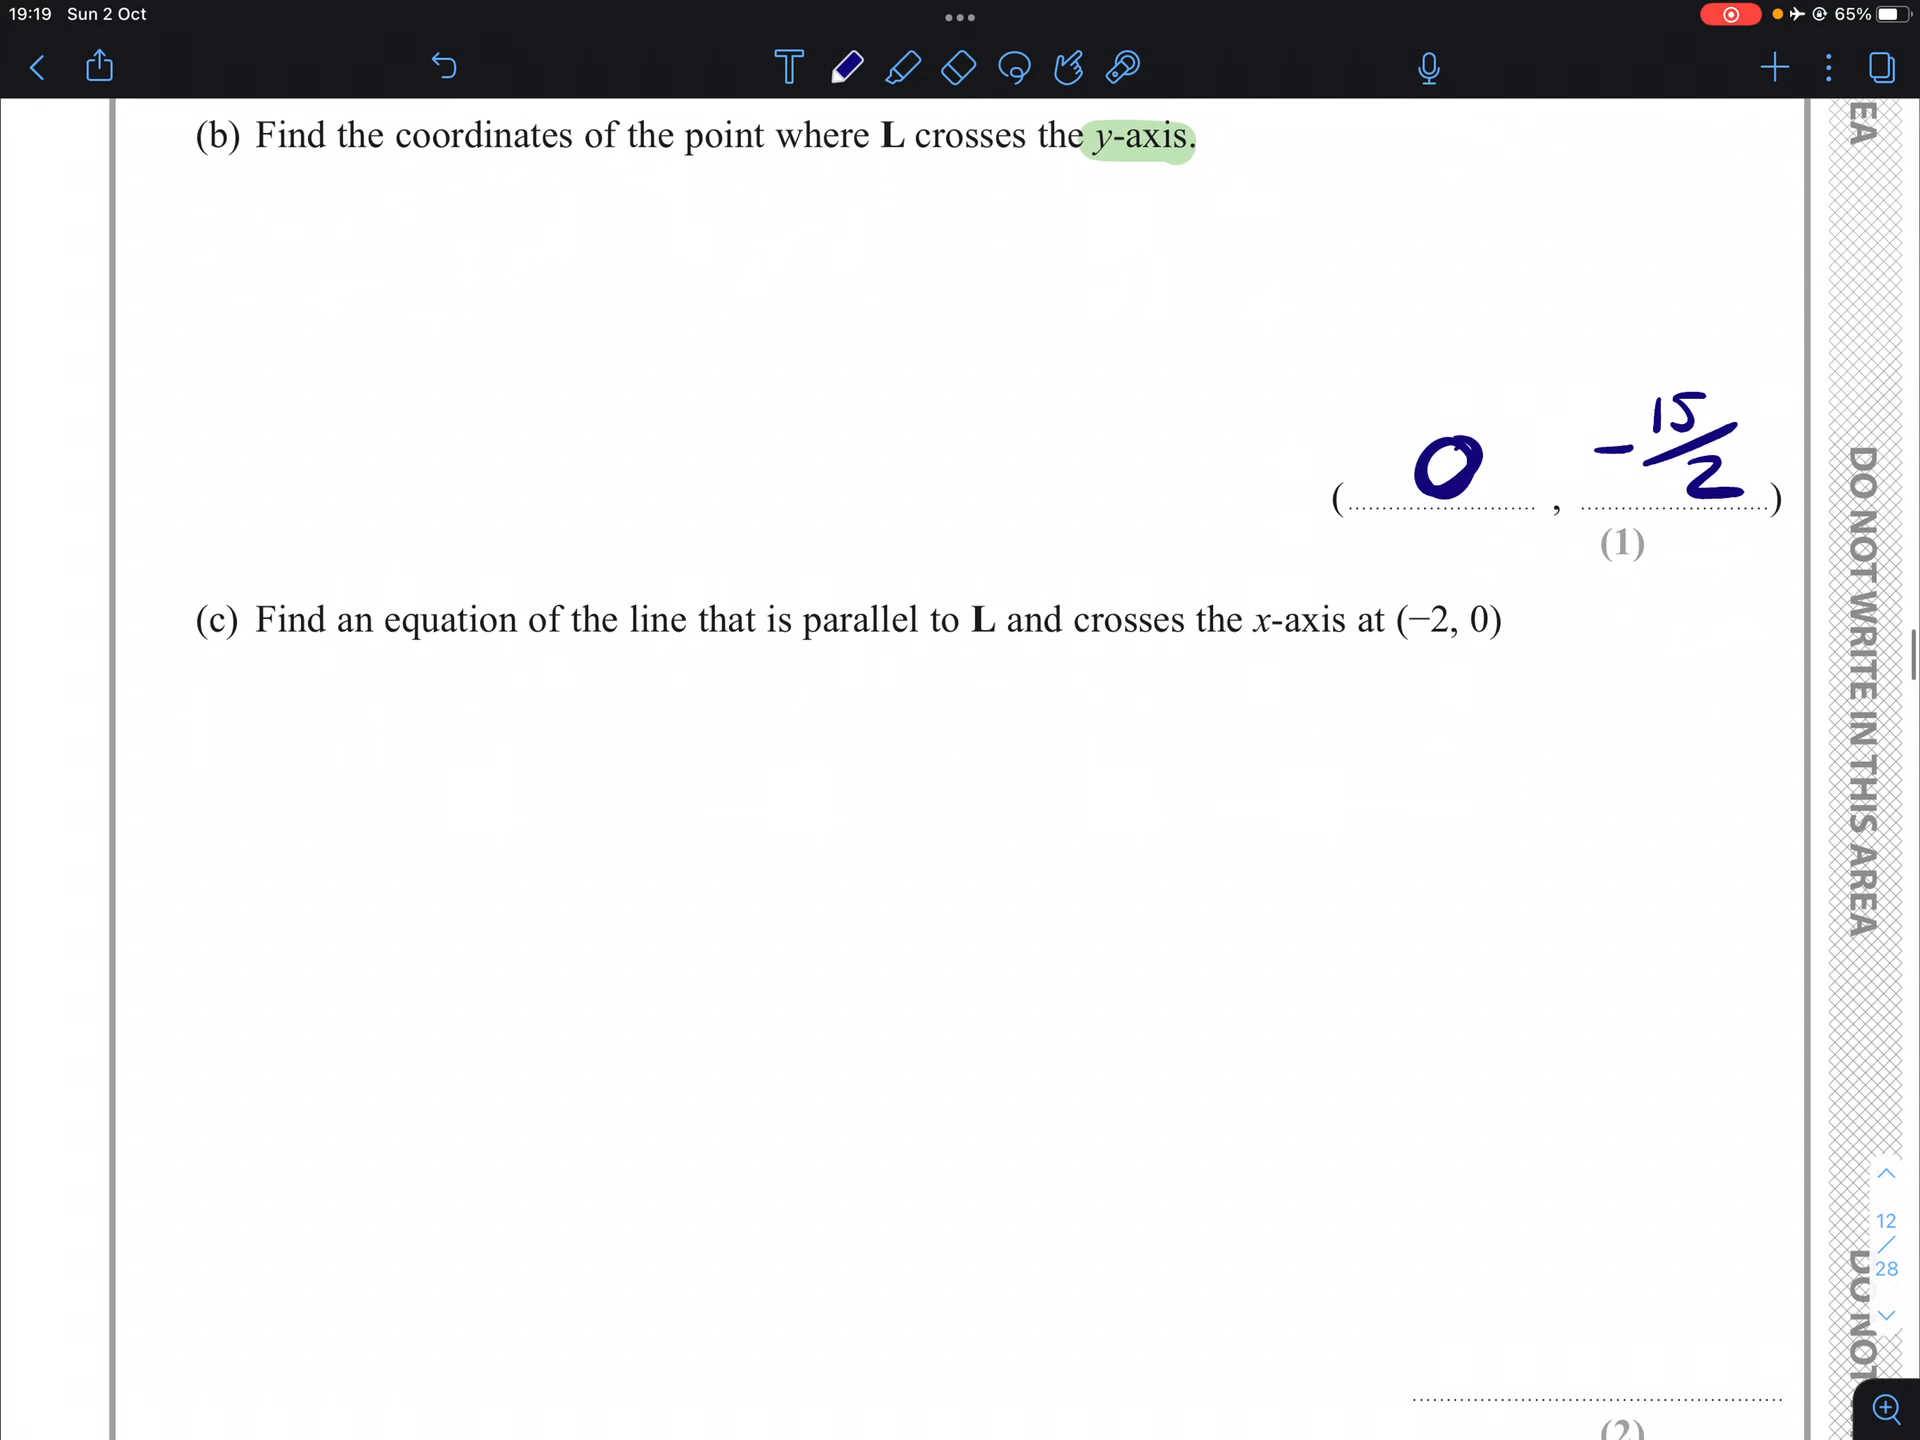 19:19 Sun 2 Oct
65%
(b) Find the coordinates of the point where L crosses the y-axis.
(0, -15/2)
(1)
(c) Find an equation of the line that is parallel to L and crosses the x-axis at (−2, 0)
(2)
EA
DO NOT WRITE IN THIS AREA
DO NOT
12
/
28